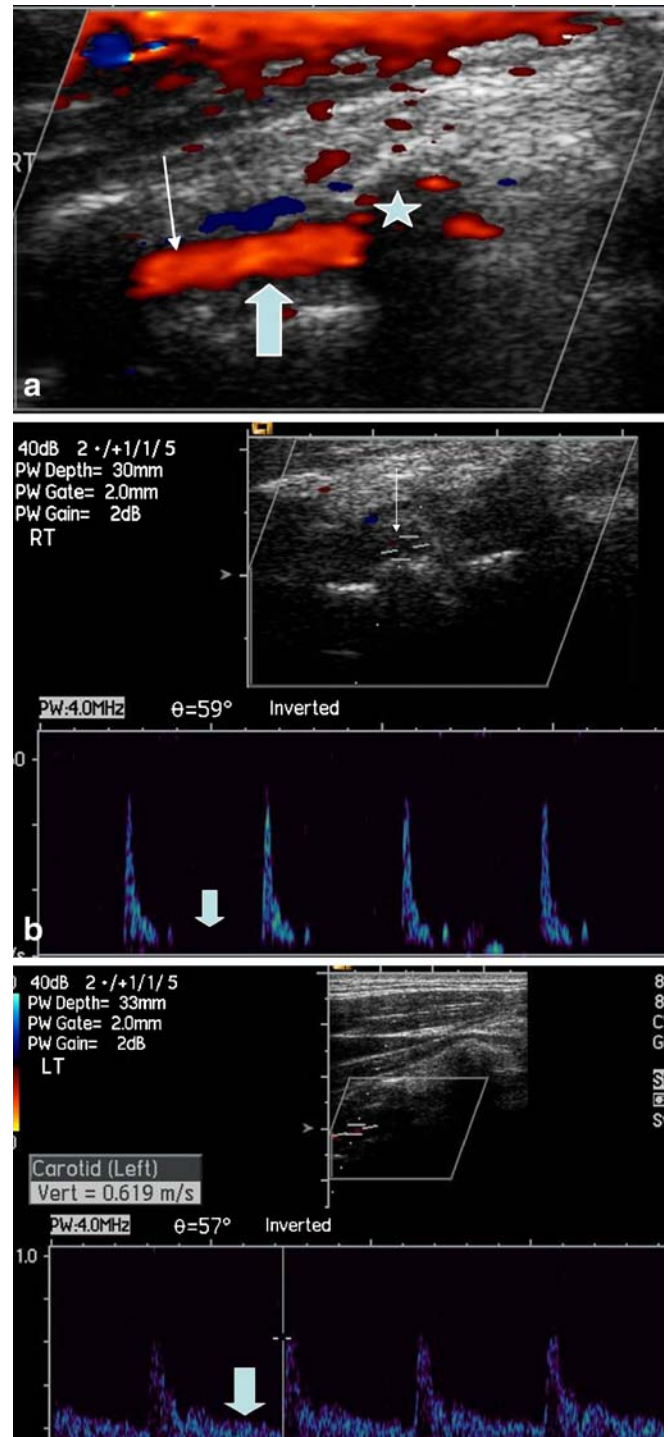 RT
a
40dB 2 •/+1/1/ 5
PW Depth= 30mm
PW Gate= 2.0mm
PW Gain= 2dB
RT
PW:4.0MHz θ=59° Inverted
b
40dB 2 •/+1/1/ 5
PW Depth= 33mm
PW Gate= 2.0mm
PW Gain= 2dB
LT
Carotid (Left)
Vert = 0.619 m/s
PW:4.0MHz θ=57° Inverted
1.0